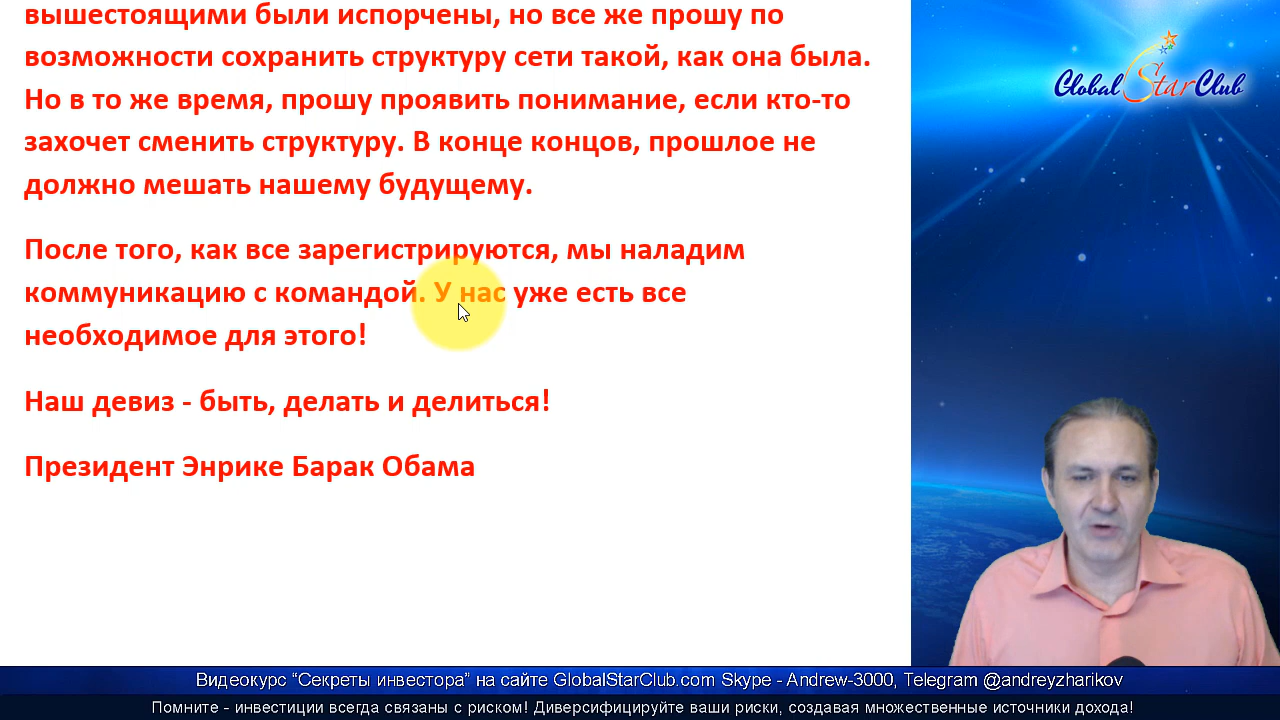 вышестоящими были испорчены, но все же прошу по
возможности сохранить структуру сети такой, как она была.
Но в то же время, прошу проявить понимание, если кто-то
захочет сменить структуру. В конце концов, прошлое не
должно мешать нашему будущему.
После того, как все зарегистрируются, мы наладим
коммуникацию с командой. У нас уже есть все
необходимое для этого!
Наш девиз - быть, делать и делиться!
Президент Энрике Барак Обама
Global Star Club
Видеокурс “Секреты инвестора” на сайте GlobalStarClub.com Skype - Andrew-3000, Telegram @andreyzharikov
Помните - инвестиции всегда связаны с риском! Диверсифицируйте ваши риски, создавая множественные источники дохода!